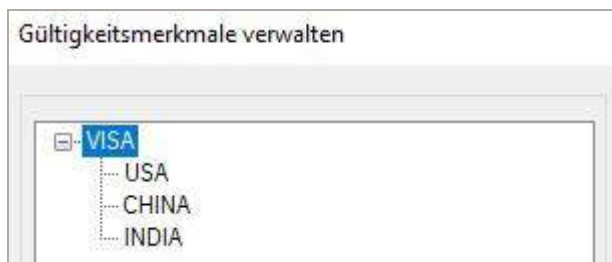 Gültigkeitsmerkmale verwalten
VISA
USA
CHINA
INDIA